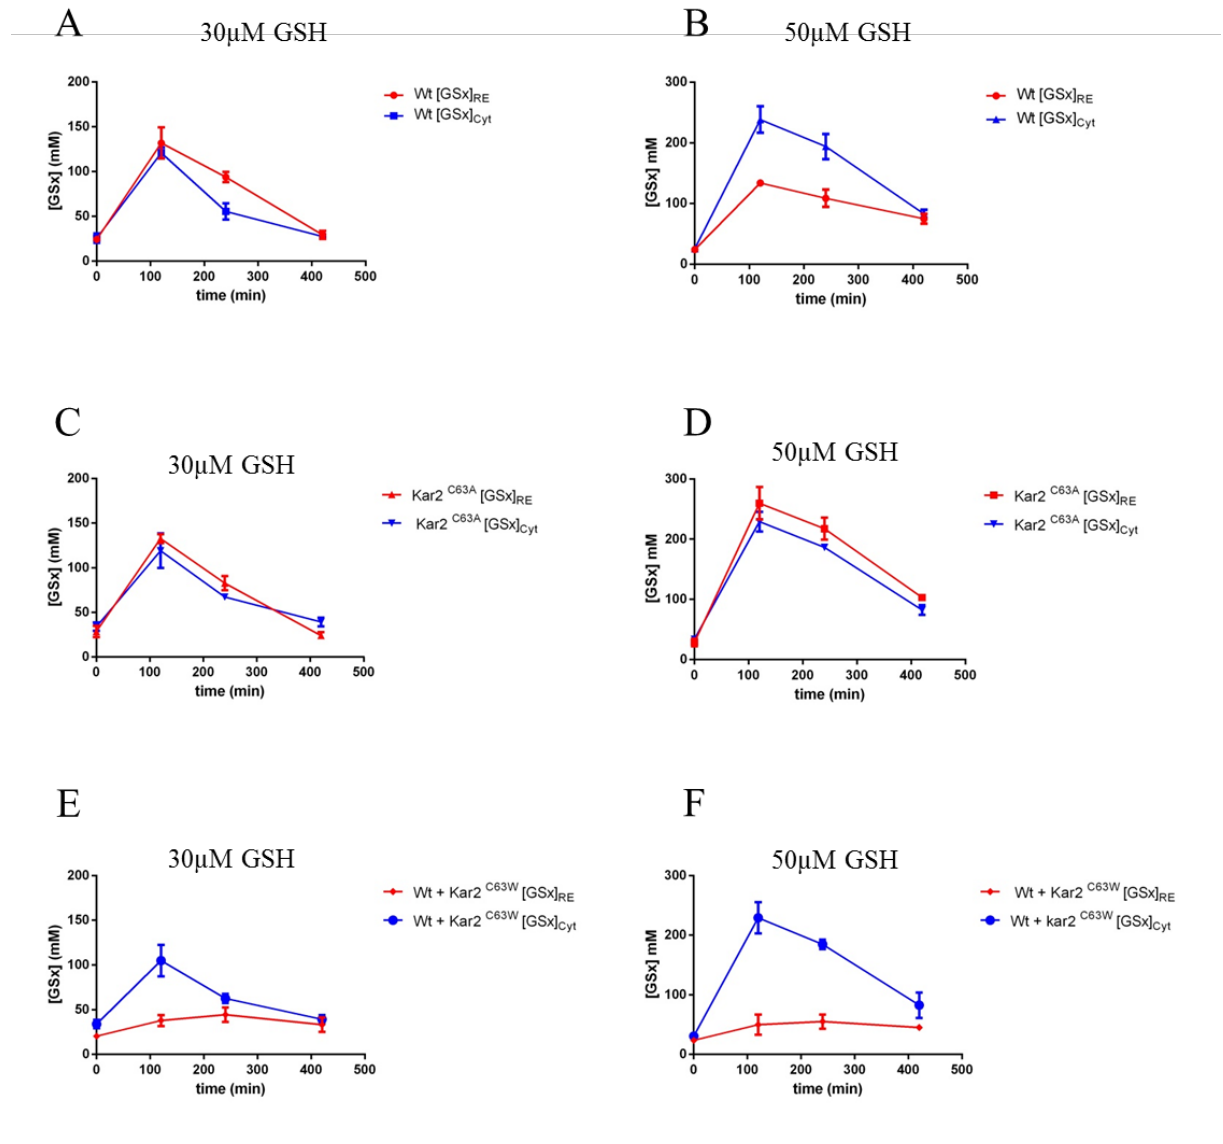 A
30µM GSH
200
150
100
50
0
[GSx] (mM)
0 100 200 300 400 500
time (min)
Wt [GSx]RE
Wt [GSx]Cyt
B
50µM GSH
300
200
100
0
[GSx] mM
0 100 200 300 400 500
time (min)
Wt [GSx]RE
Wt [GSx]Cyt
C
30µM GSH
200
150
100
50
0
[GSx] (mM)
0 100 200 300 400 500
time (min)
Kar2 C63A [GSx]RE
Kar2 C63A [GSx]Cyt
D
50µM GSH
300
200
100
0
[GSx] mM
0 100 200 300 400 500
time (min)
Kar2 C63A [GSx]RE
Kar2 C63A [GSx]Cyt
E
30µM GSH
200
150
100
50
0
[GSx] (mM)
0 100 200 300 400 500
time (min)
Wt + Kar2 C63W [GSx]RE
Wt + Kar2 C63W [GSx]Cyt
F
50µM GSH
300
200
100
0
[GSx] mM
0 100 200 300 400 500
time (min)
Wt + Kar2 C63W [GSx]RE
Wt + kar2 C63W [GSx]Cyt